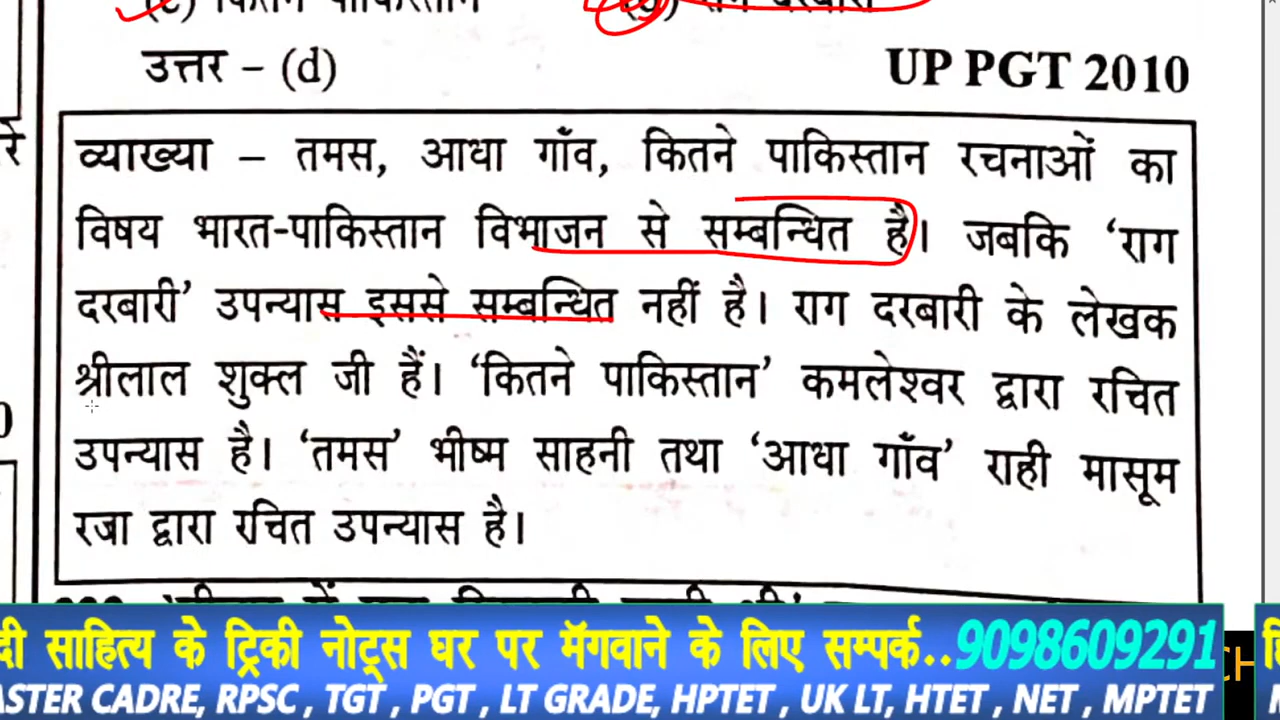 (c) कितने पाकिस्तान (d) राग दरबारी
उत्तर – (d) UP PGT 2010
व्याख्या – तमस, आधा गाँव, कितने पाकिस्तान रचनाओं का
विषय भारत-पाकिस्तान विभाजन से सम्बन्धित है। जबकि ‘राग
दरबारी’ उपन्यास इससे सम्बन्धित नहीं है। राग दरबारी के लेखक
श्रीलाल शुक्ल जी हैं। ‘कितने पाकिस्तान’ कमलेश्वर द्वारा रचित
उपन्यास है। ‘तमस’ भीष्म साहनी तथा ‘आधा गाँव’ राही मासूम
रजा द्वारा रचित उपन्यास है।
दी साहित्य के ट्रिकी नोट्स घर पर मॅगवाने के लिए सम्पर्क..9098609291
ASTER CADRE, RPSC , TGT , PGT , LT GRADE, HPTET , UK LT, HTET , NET , MPTET